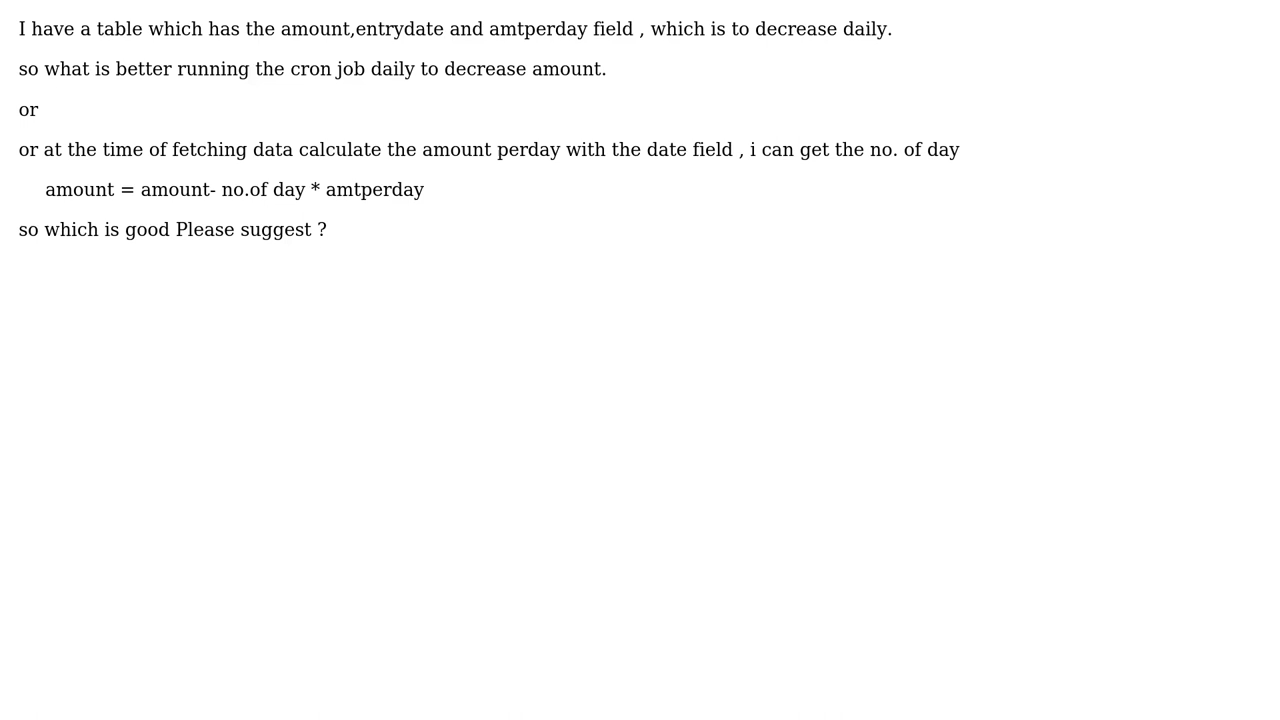 I have a table which has the amount,entrydate and amtperday field , which is to decrease daily.
so what is better running the cron job daily to decrease amount.
or
or at the time of fetching data calculate the amount perday with the date field , i can get the no. of day
amount = amount- no.of day * amtperday
so which is good Please suggest ?